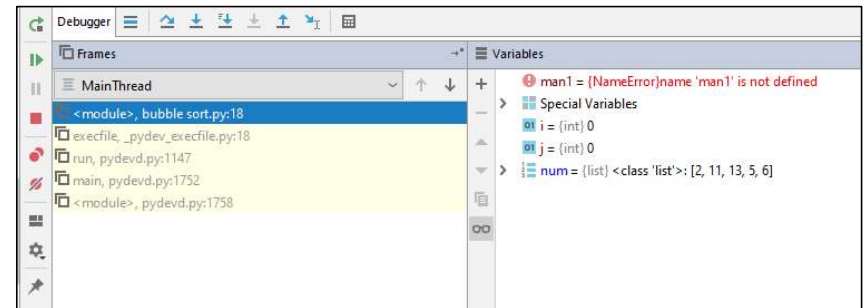 Debugger
Frames
Variables
MainThread
man1 = {NameError}name 'man1' is not defined
<module>, bubble sort.py:18
Special Variables
execfile, _pydev_execfile.py:18
01 i = {int} 0
run, pydevd.py:1147
01 j = {int} 0
main, pydevd.py:1752
num = {list} <class 'list'>: [2, 11, 13, 5, 6]
<module>, pydevd.py:1758